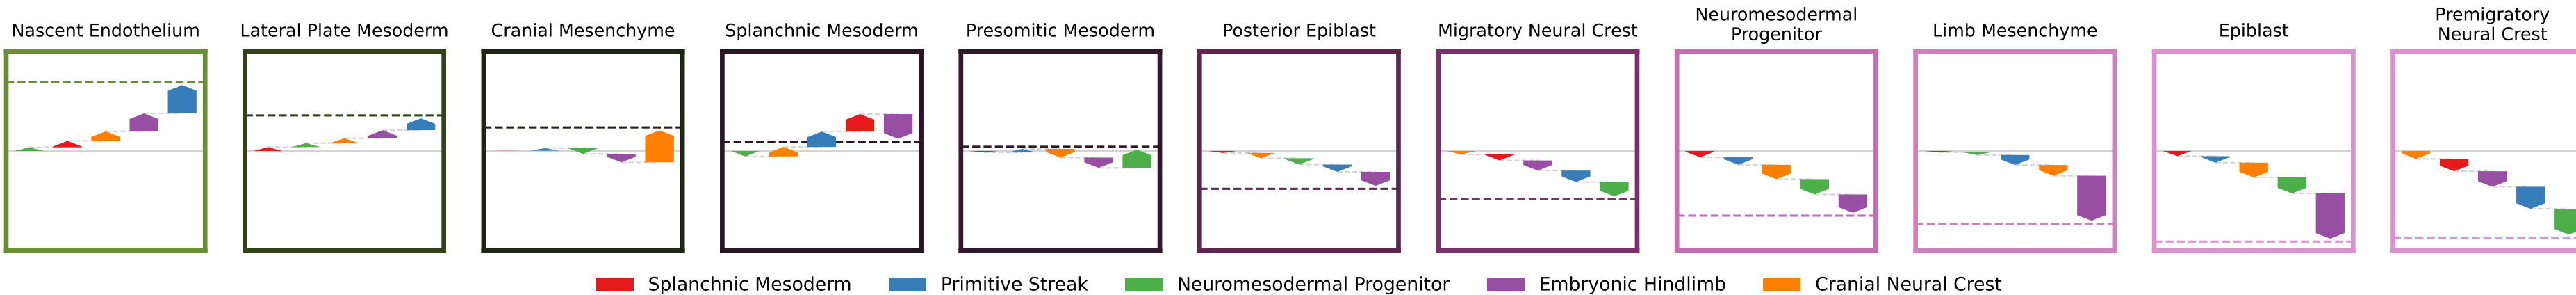 Nascent Endothelium
Lateral Plate Mesoderm
Cranial Mesenchyme
Splanchnic Mesoderm
Presomitic Mesoderm
Posterior Epiblast
Migratory Neural Crest
Neuromesodermal
Progenitor
Limb Mesenchyme
Epiblast
Premigratory
Neural Crest
Splanchnic Mesoderm
Primitive Streak
Neuromesodermal Progenitor
Embryonic Hindlimb
Cranial Neural Crest